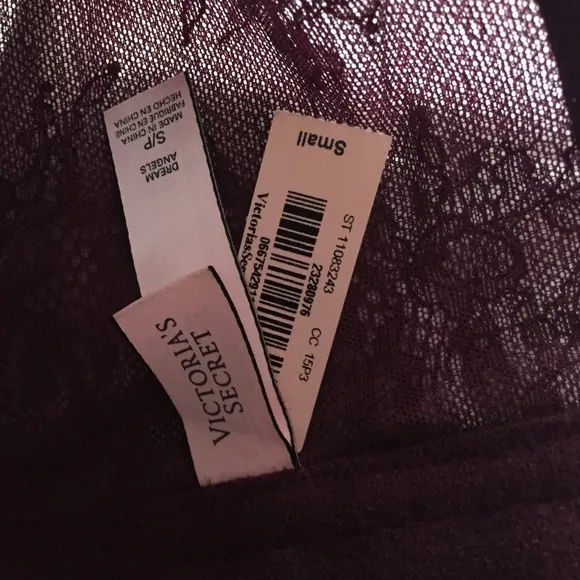 DREAM
ANGELS
S/P
MADE IN CHINA
FABRIQUÉ EN CHINE
HECHO EN CHINA
VICTORIA'S
SECRET
Small
ST 11083243
CC 15P3
23280976